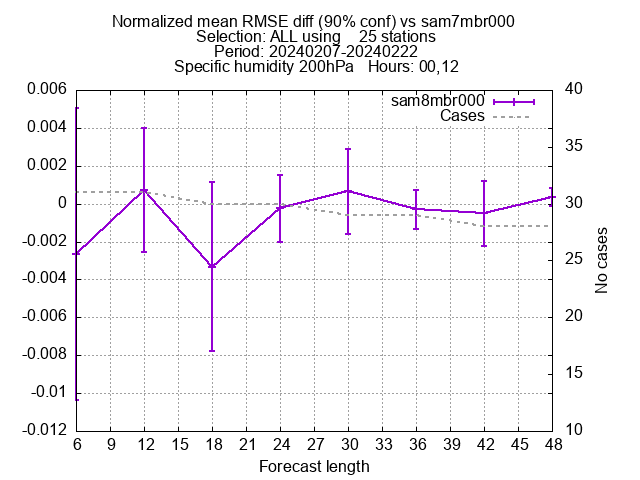 Normalized mean RMSE diff (90% conf) vs sam7mbr000
Selection: ALL using 25 stations
Period: 20240207-20240222
Specific humidity 200hPa Hours: 00,12
0.006
0.004
0.002
0
-0.002
-0.004
-0.006
-0.008
-0.01
-0.012
sam8mbr000
Cases
40
35
30
25
20
15
10
No cases
6 9 12 15 18 21 24 27 30 33 36 39 42 45 48
Forecast length